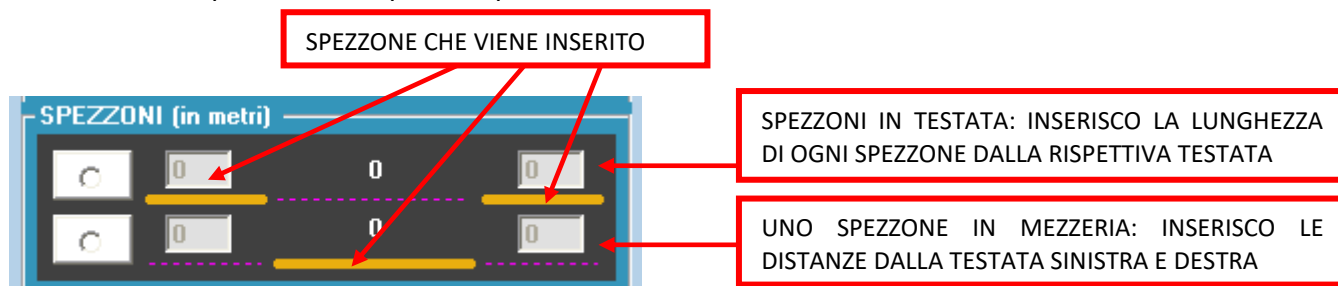 SPEZZONE CHE VIENE INSERITO
SPEZZONI (in metri)
0 0 0
0 0 0
SPEZZONI IN TESTATA: INSERISCO LA LUNGHEZZA
DI OGNI SPEZZONE DALLA RISPETTIVA TESTATA
UNO SPEZZONE IN MEZZERIA: INSERISCO LE
DISTANZE DALLA TESTATA SINISTRA E DESTRA